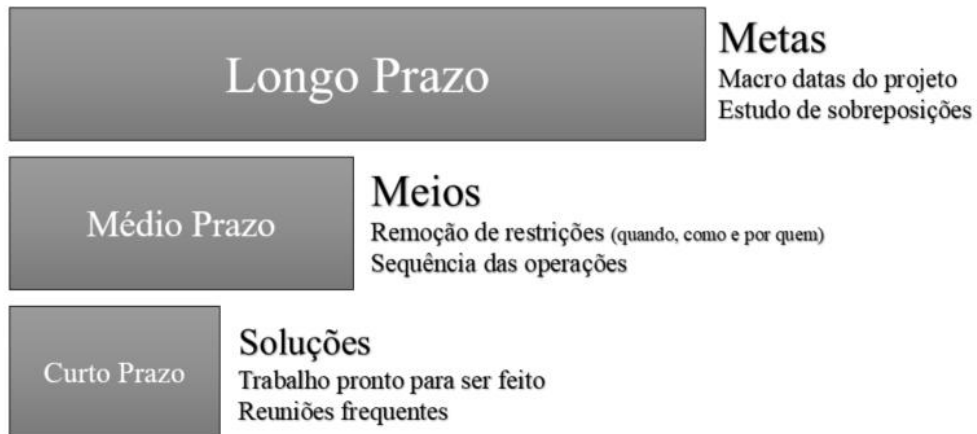 Longo Prazo
Metas
Macro datas do projeto
Estudo de sobreposições
Médio Prazo
Meios
Remoção de restrições (quando, como e por quem)
Sequência das operações
Curto Prazo
Soluções
Trabalho pronto para ser feito
Reuniões frequentes